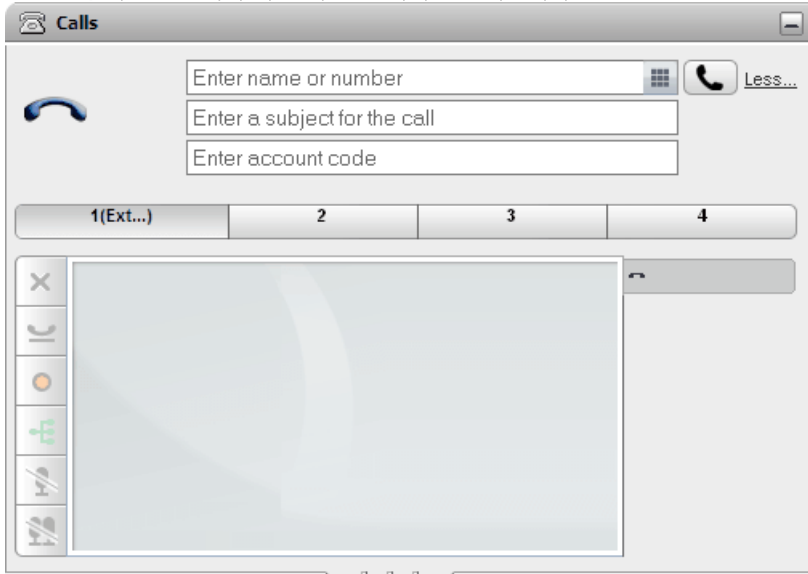 Calls
Enter name or number
Less...
Enter a subject for the call
Enter account code
1(Ext...) 2 3 4